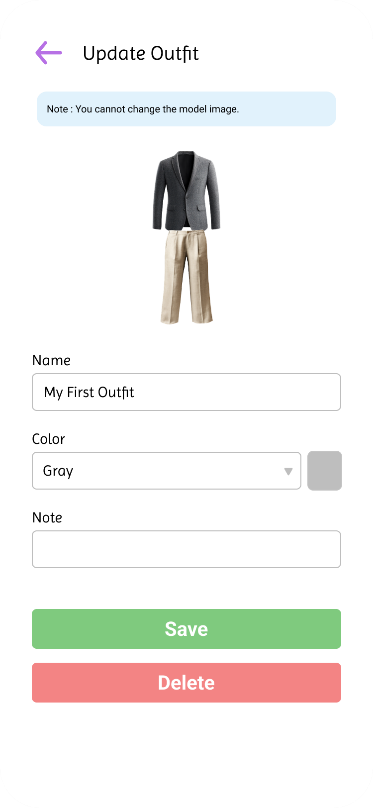 Update Outfit
Note : You cannot change the model image.
Name
My First Outfit
Color
Gray
Note
Save
Delete